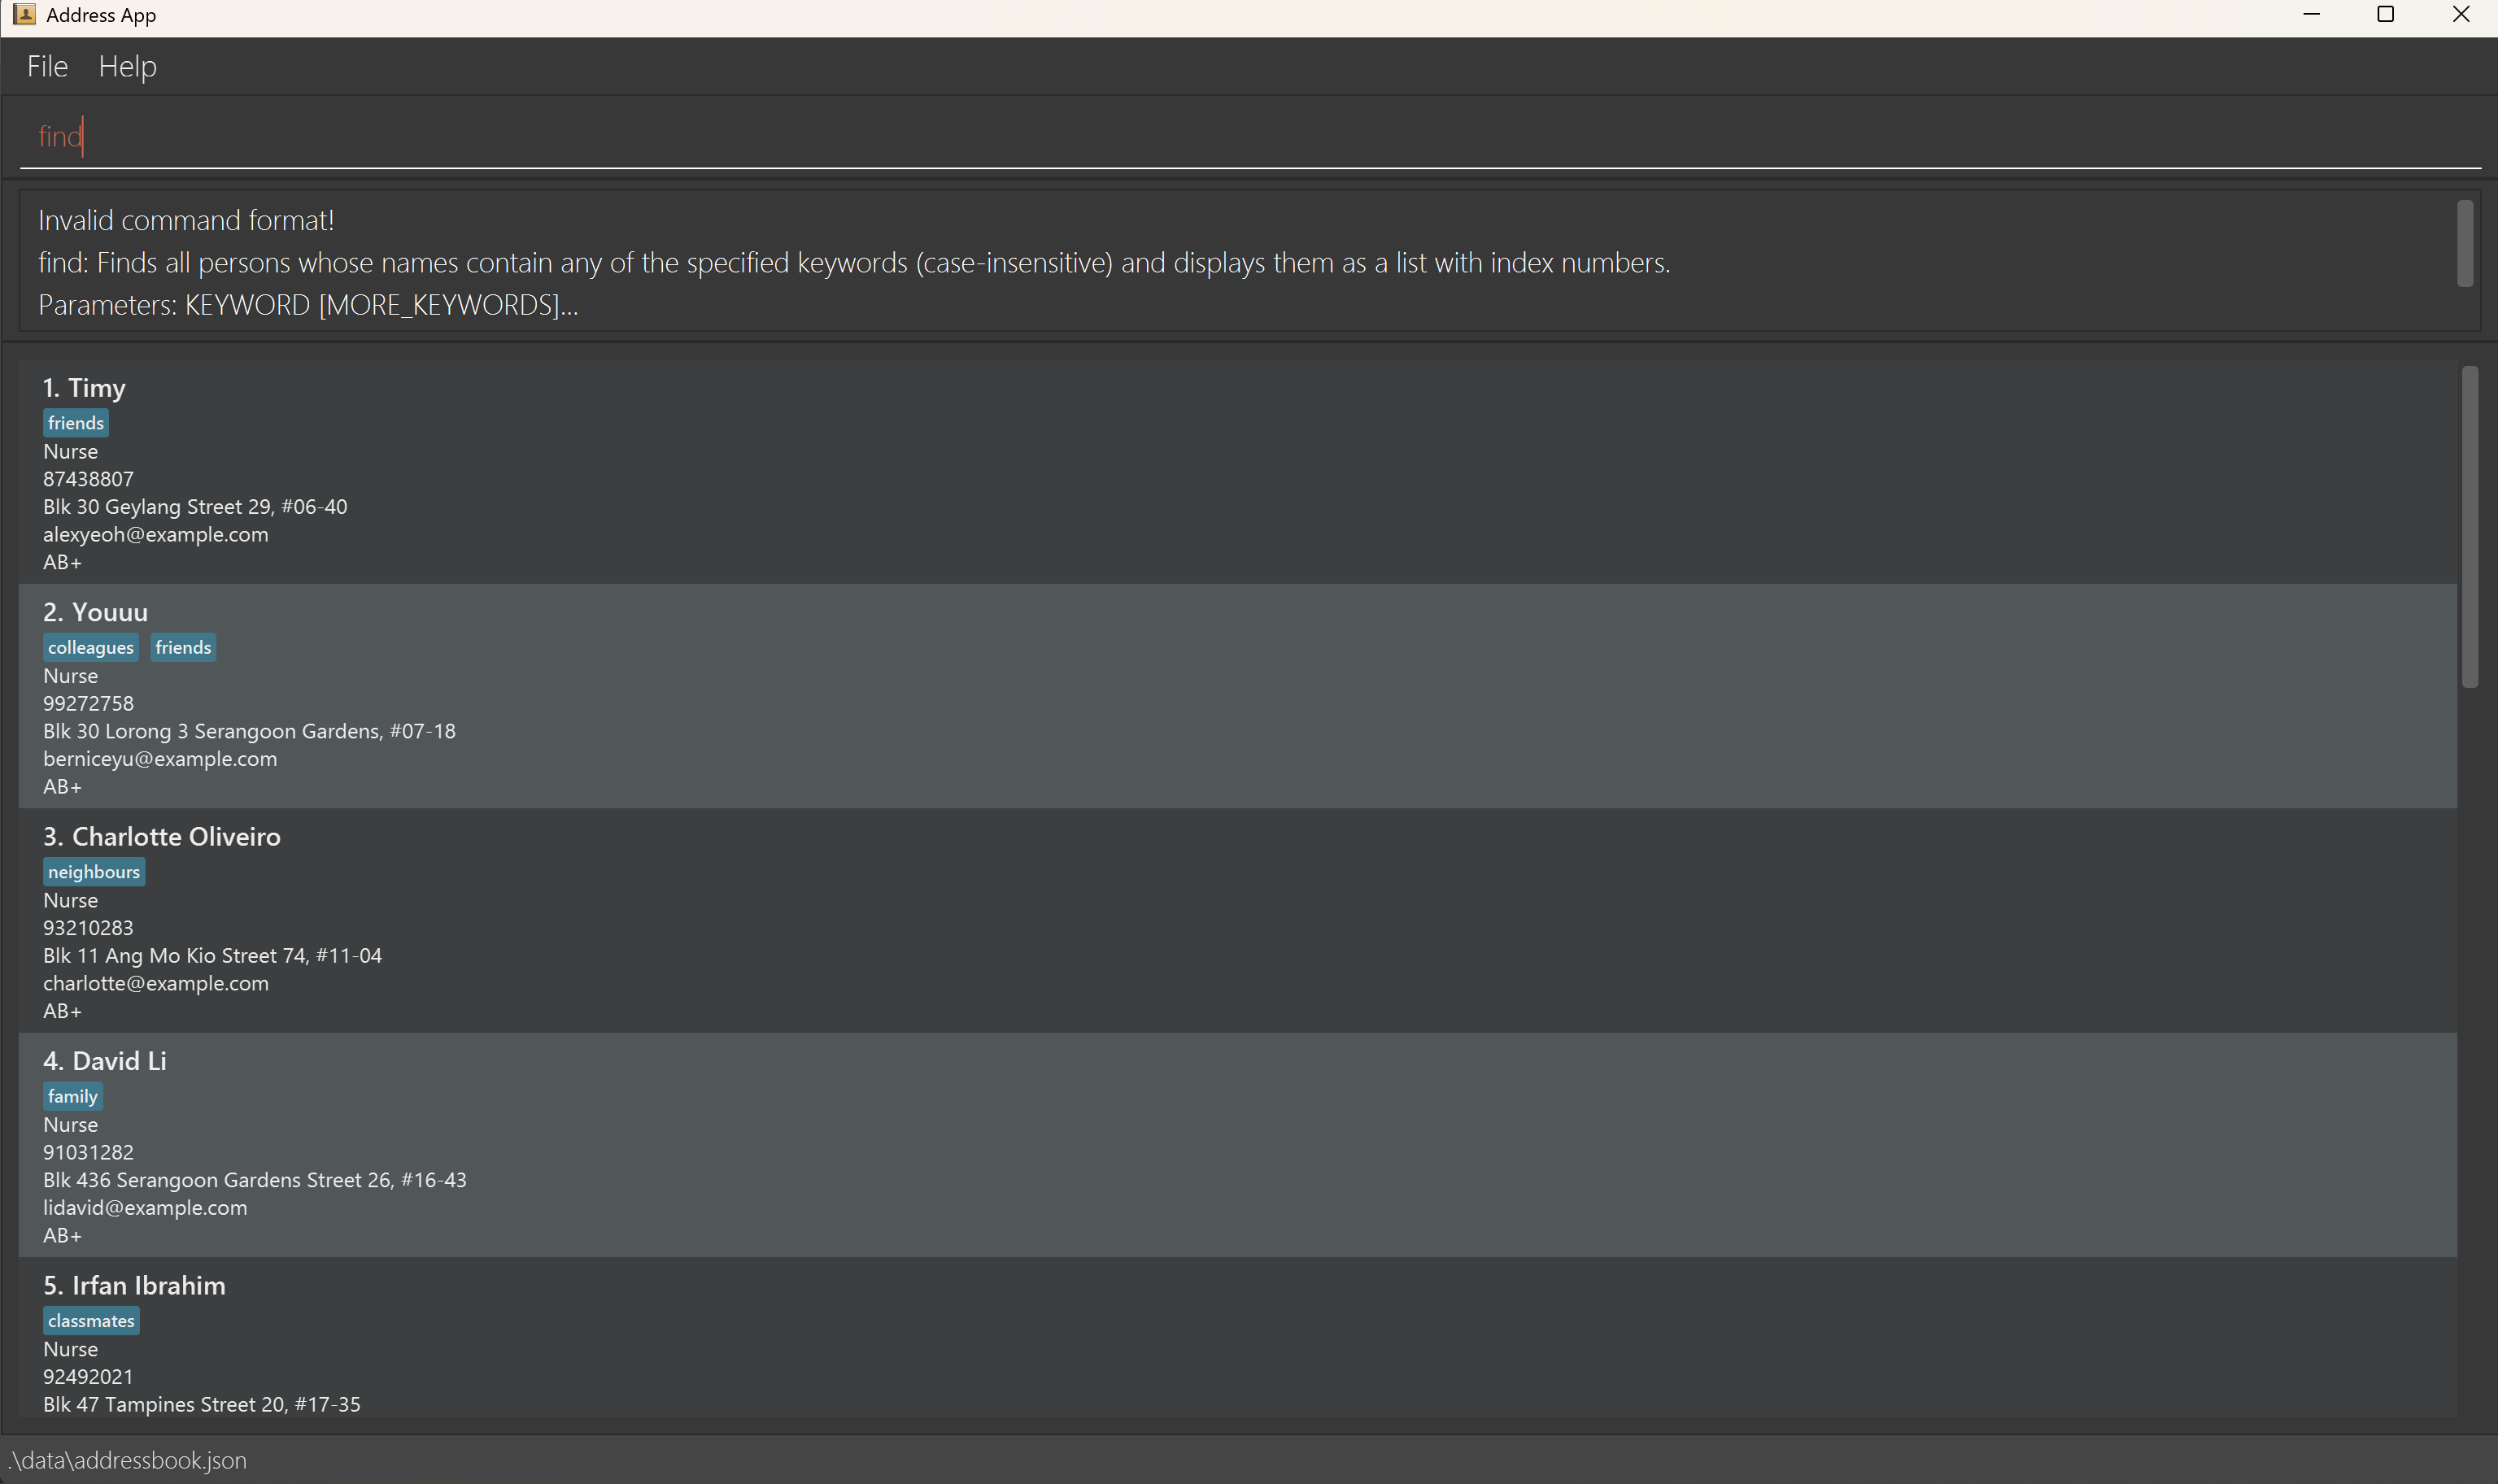 Address App
File Help
find
Invalid command format!
find: Finds all persons whose names contain any of the specified keywords (case-insensitive) and displays them as a list with index numbers.
Parameters: KEYWORD [MORE_KEYWORDS]...
1. Timy
friends
Nurse
87438807
Blk 30 Geylang Street 29, #06-40
alexyeoh@example.com
AB+
2. Youuu
colleagues friends
Nurse
99272758
Blk 30 Lorong 3 Serangoon Gardens, #07-18
berniceyu@example.com
AB+
3. Charlotte Oliveiro
neighbours
Nurse
93210283
Blk 11 Ang Mo Kio Street 74, #11-04
charlotte@example.com
AB+
4. David Li
family
Nurse
91031282
Blk 436 Serangoon Gardens Street 26, #16-43
lidavid@example.com
AB+
5. Irfan Ibrahim
classmates
Nurse
92492021
Blk 47 Tampines Street 20, #17-35
.\data\addressbook.json